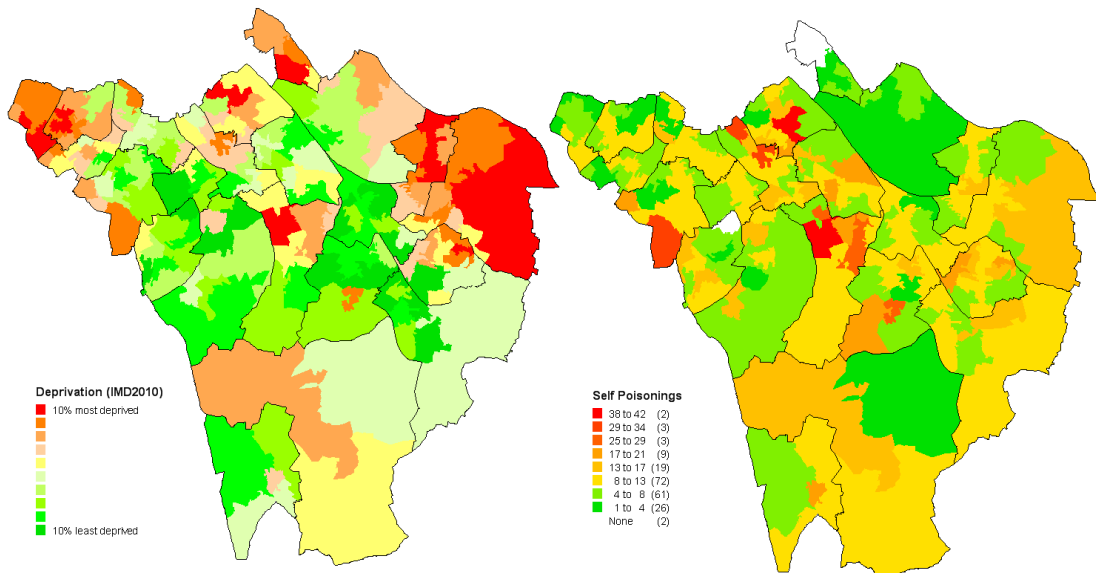 Deprivation (IMD2010)
10% most deprived
10% least deprived
Self Poisonings
38 to 42 (2)
29 to 34 (3)
25 to 29 (3)
17 to 21 (9)
13 to 17 (19)
8 to 13 (72)
4 to 8 (61)
1 to 4 (26)
None (2)